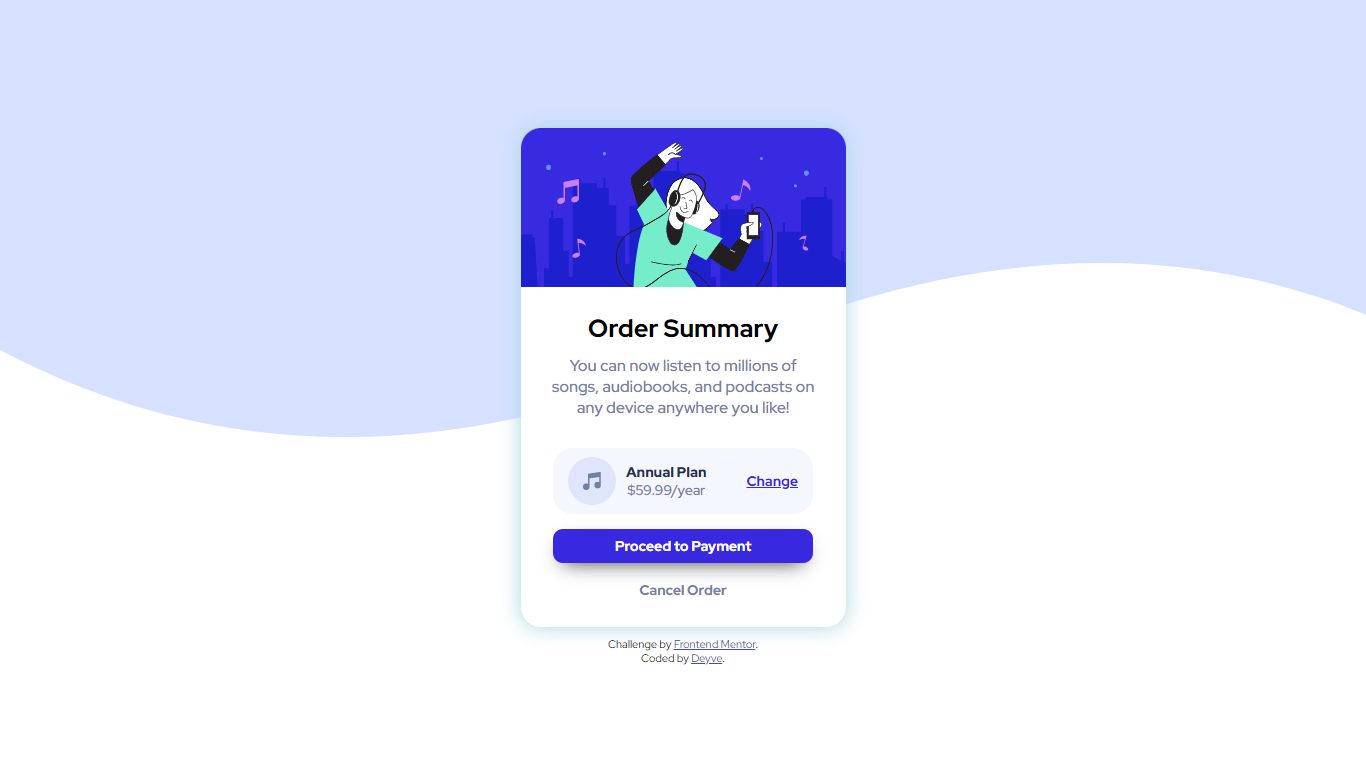 Order Summary
You can now listen to millions of
songs, audiobooks, and podcasts on
any device anywhere you like!
Annual Plan
$59.99/year
Change
Proceed to Payment
Cancel Order
Challenge by Frontend Mentor.
Coded by Deyve.